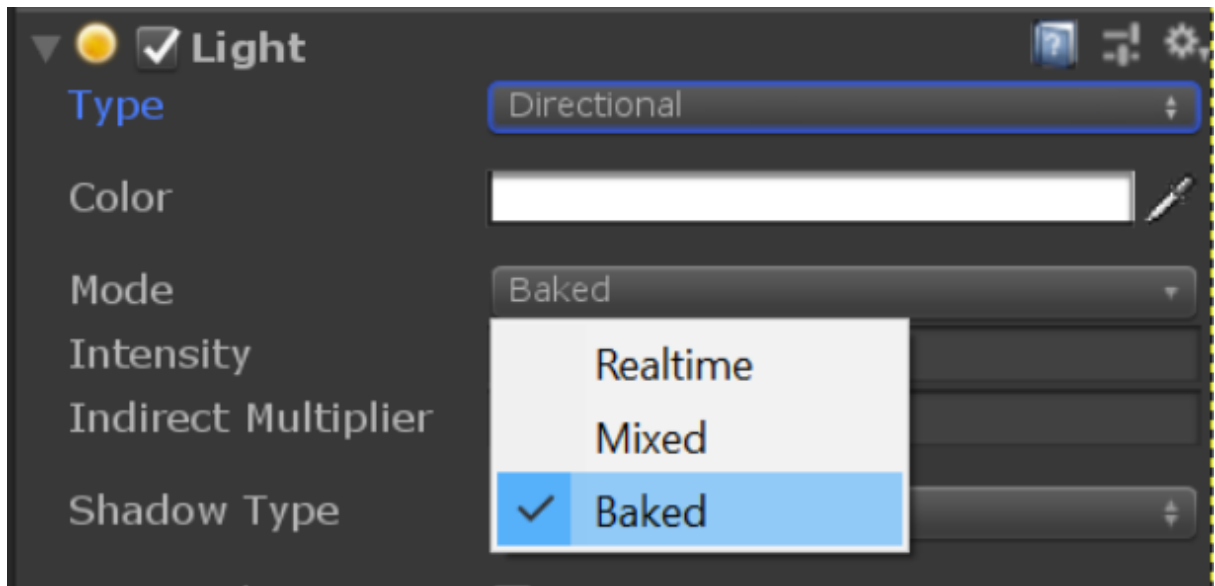 Light
Type Directional
Color
Mode Baked
Intensity
Realtime
Indirect Multiplier
Mixed
Shadow Type
Baked